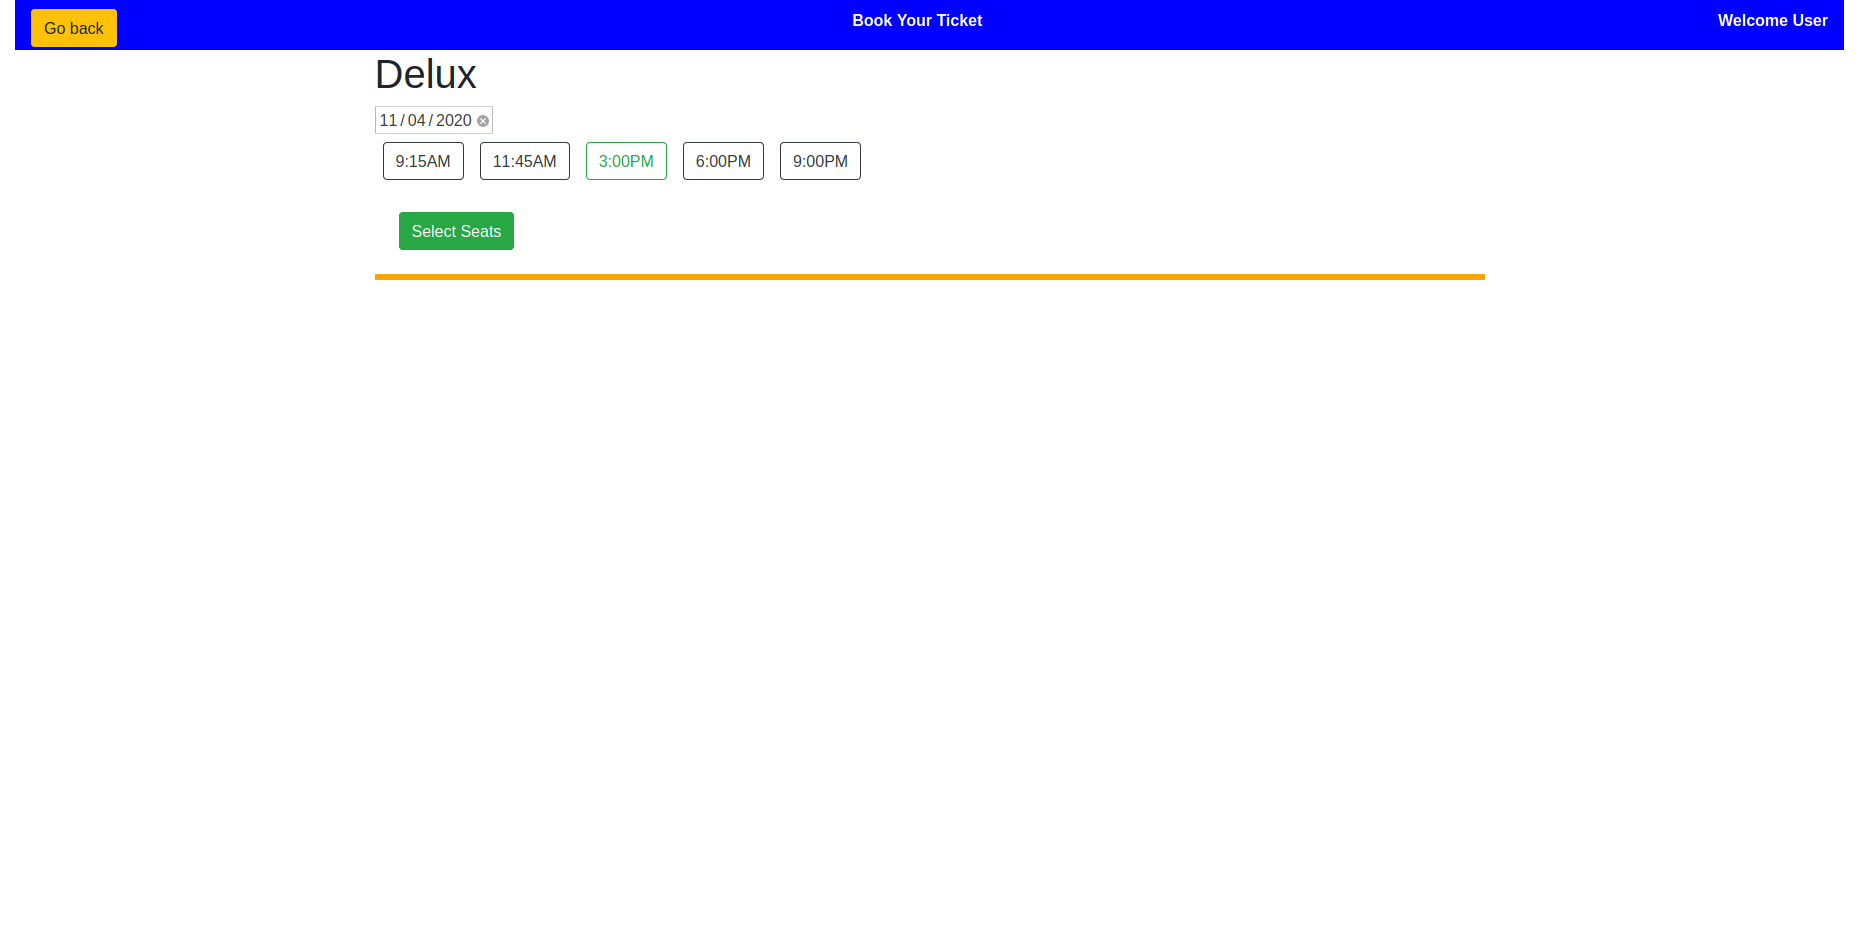 Go back Book Your Ticket Welcome User
Delux
11/04/2020
9:15AM 11:45AM 3:00PM 6:00PM 9:00PM
Select Seats